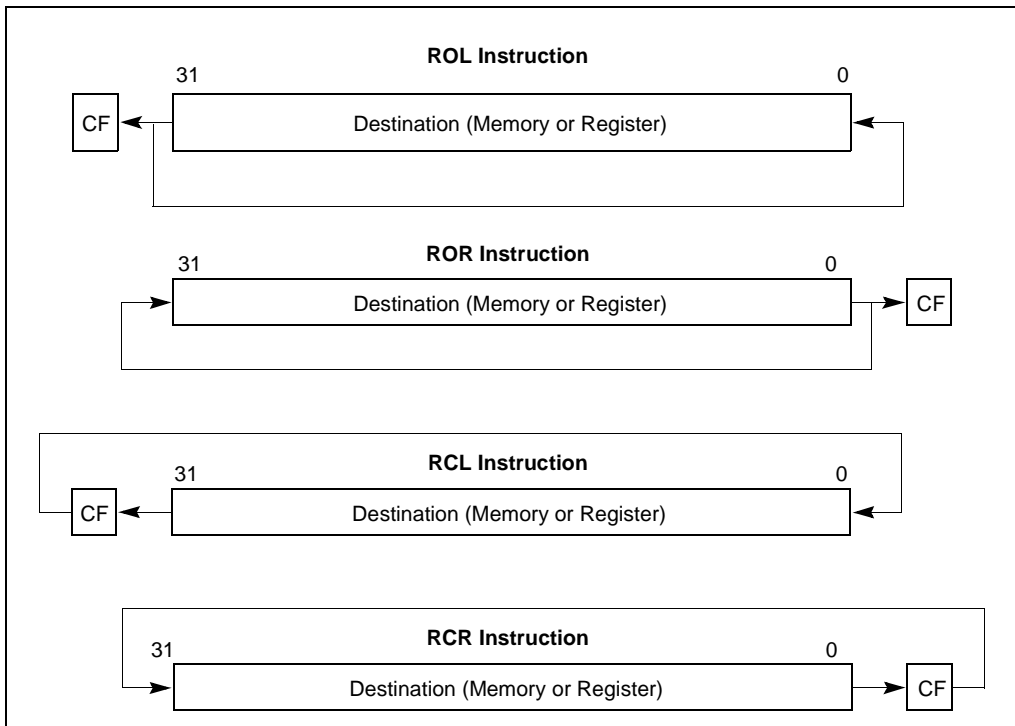 ROL Instruction
31 0
CF Destination (Memory or Register)
ROR Instruction
31 0
Destination (Memory or Register) CF
RCL Instruction
31 0
CF Destination (Memory or Register)
RCR Instruction
31 0
Destination (Memory or Register) CF